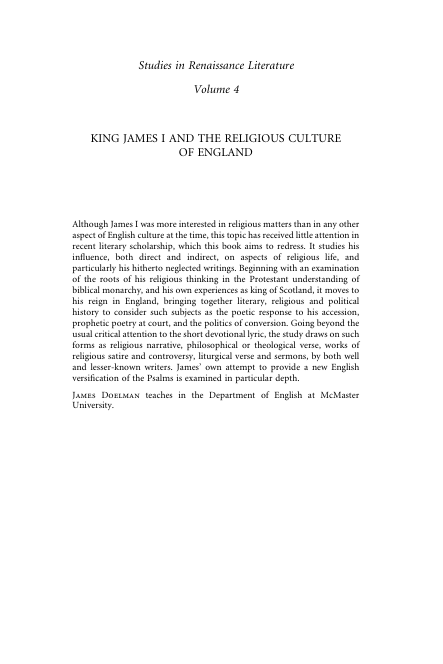 Studies in Renaissance Literature
Volume 4
KING JAMES I AND THE RELIGIOUS CULTURE
OF ENGLAND
Although James I was more interested in religious matters than in any other
aspect of English culture at the time, this topic has received little attention in
recent literary scholarship, which this book aims to redress. It studies his
influence, both direct and indirect, on aspects of religious life, and
particularly his hitherto neglected writings. Beginning with an examination
of the roots of his religious thinking in the Protestant understanding of
biblical monarchy, and his own experiences as king of Scotland, it moves to
his reign in England, bringing together literary, religious and political
history to consider such subjects as the poetic response to his accession,
prophetic poetry at court, and the politics of conversion. Going beyond the
usual critical attention to the short devotional lyric, the study draws on such
forms as religious narrative, philosophical or theological verse, works of
religious satire and controversy, liturgical verse and sermons, by both well
and lesser-known writers. James' own attempt to provide a new English
versification of the Psalms is examined in particular depth.
JAMES DOELMAN teaches in the Department of English at McMaster
University.